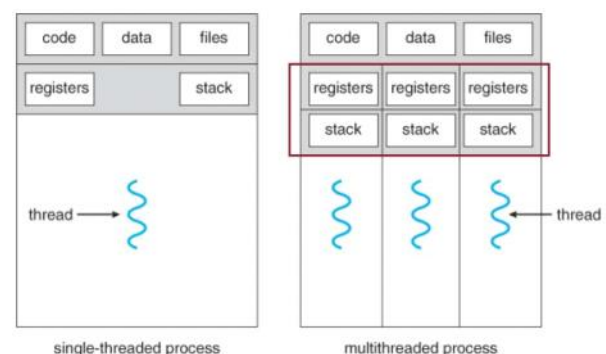 code data files
registers stack
thread
single-threaded process
code data files
registers registers registers
stack stack stack
thread
multithreaded process